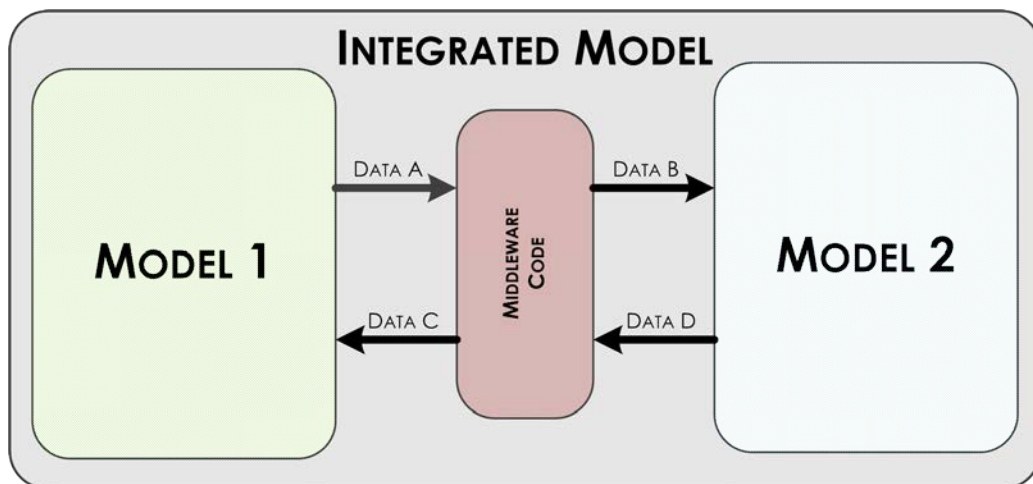 INTEGRATED MODEL
DATA A
DATA B
MODEL 1
MIDDLEWARE
CODE
MODEL 2
DATA C
DATA D